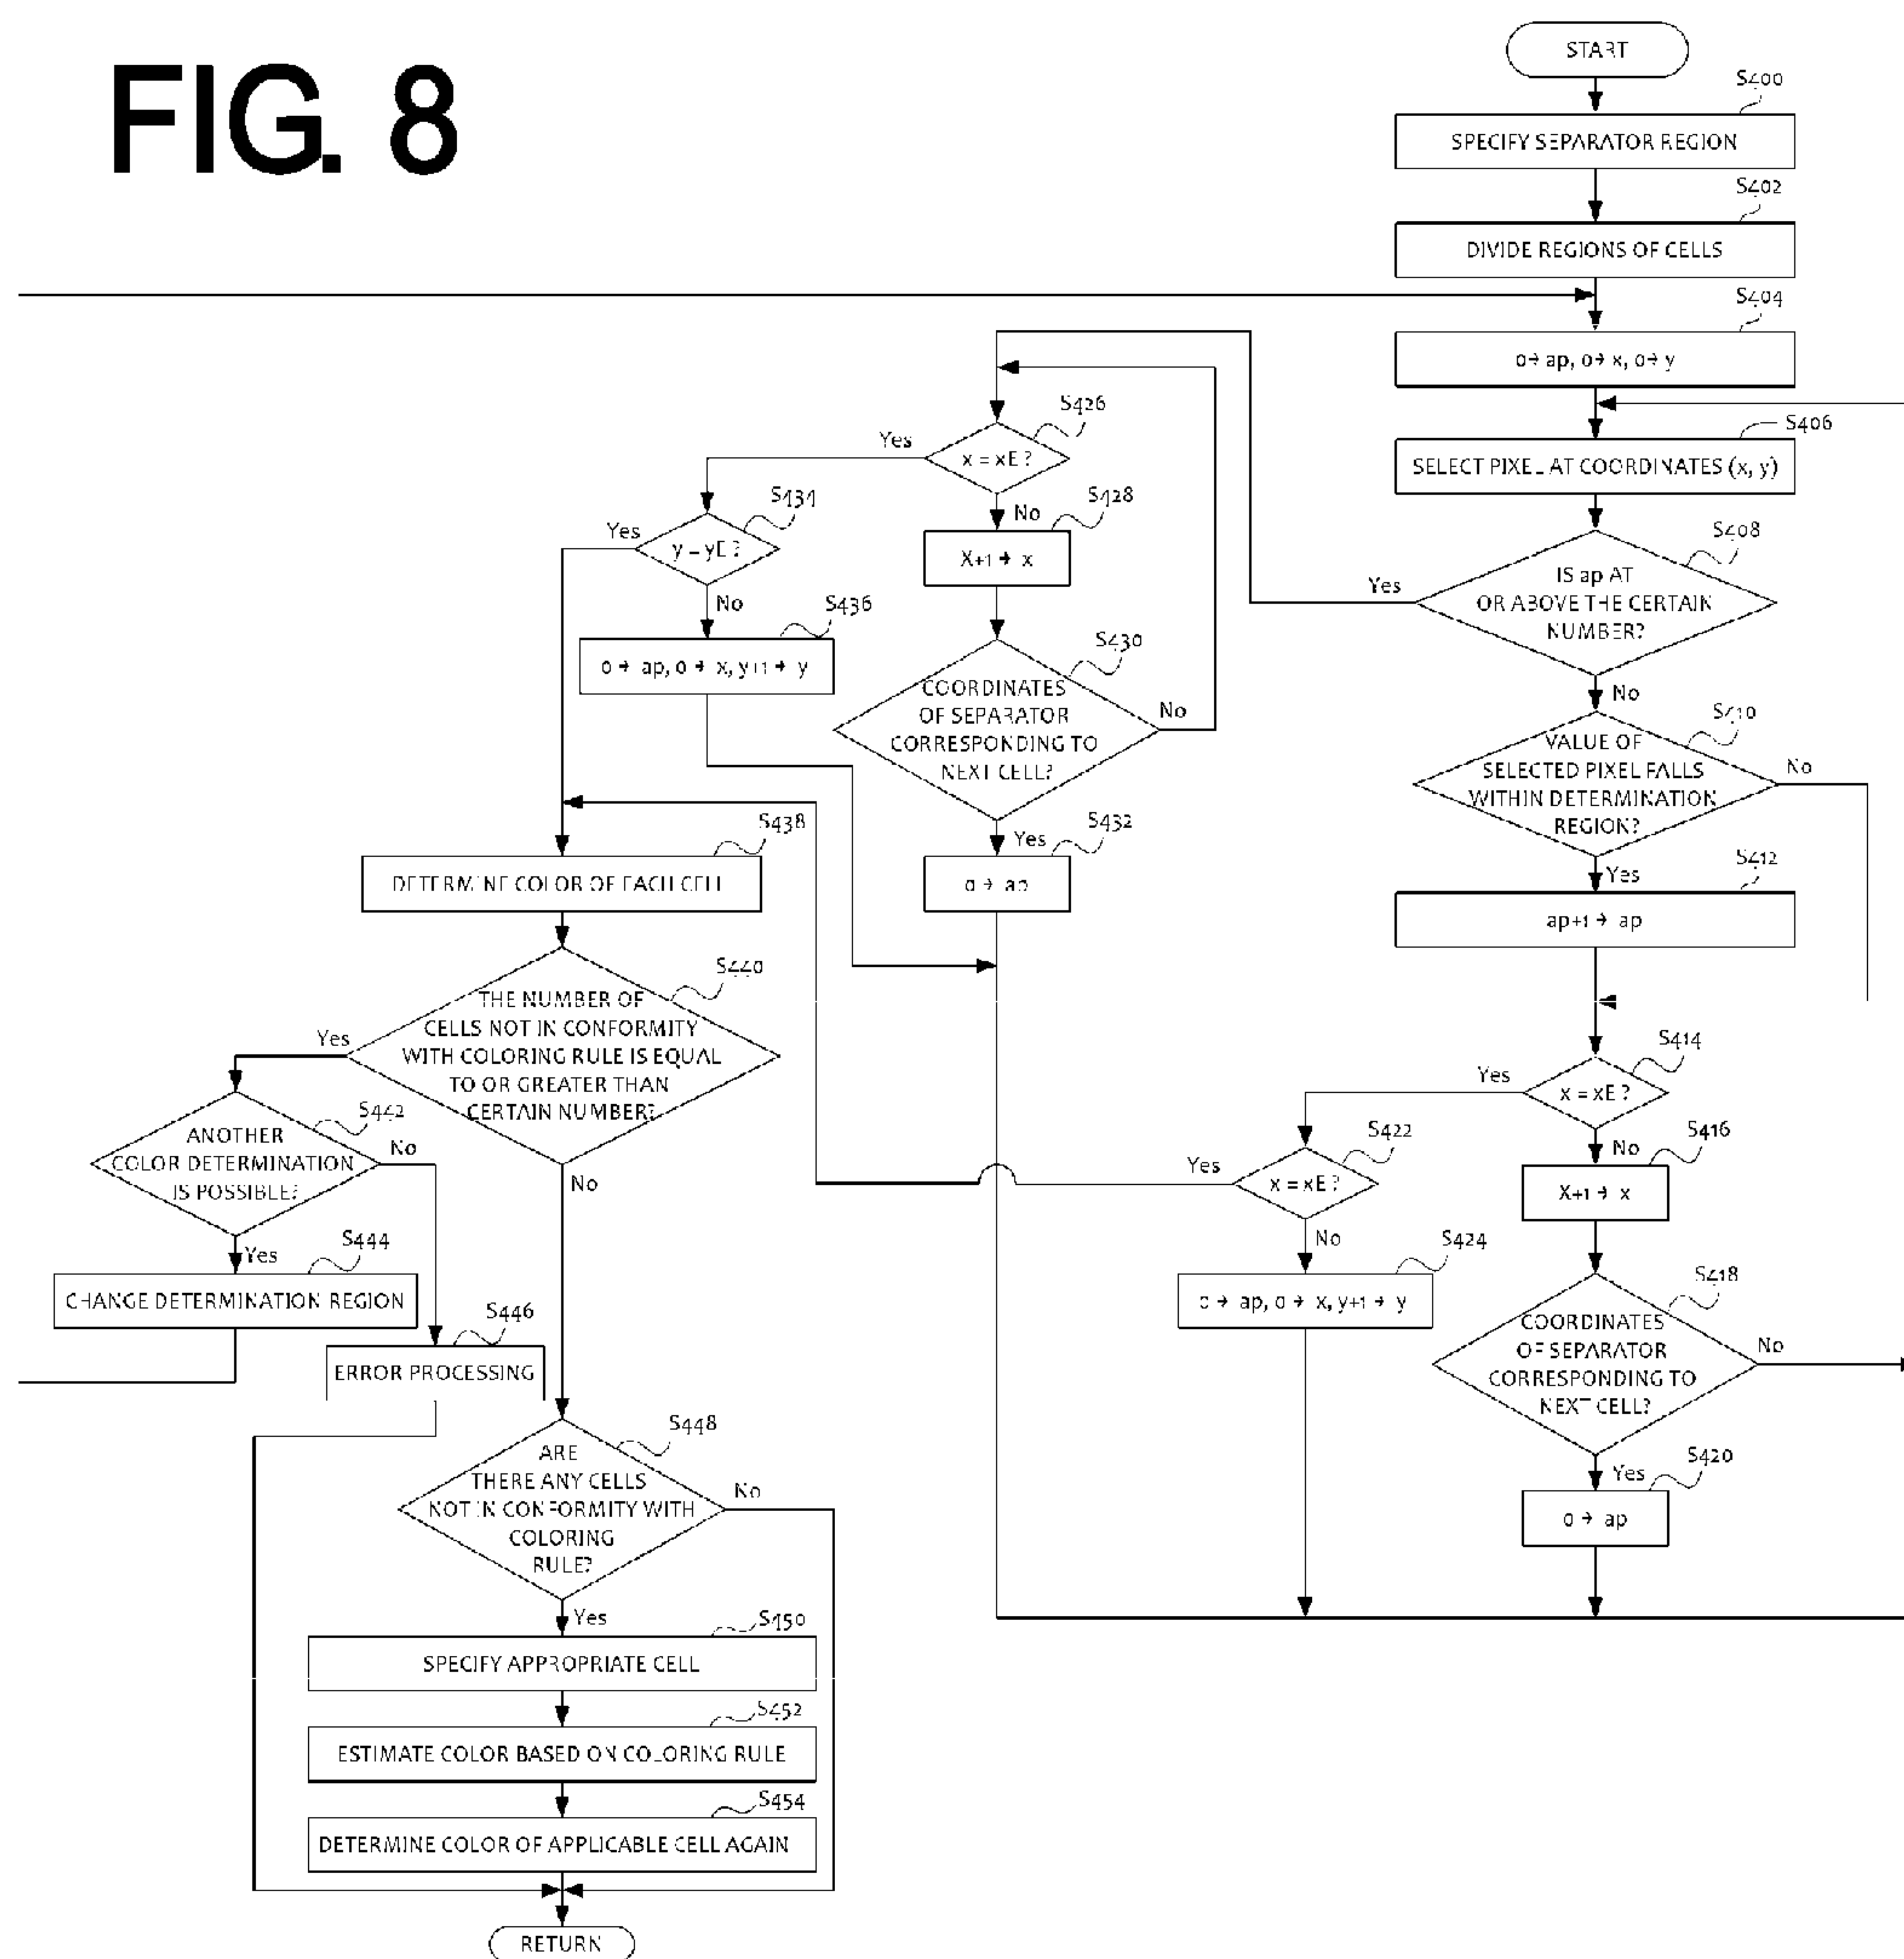 FIG. 8
START
S400
SPECIFY SEPARATOR REGION
S402
DIVIDE REGIONS OF CELLS
S404
0→ ap, 0→ x, 0→ y
S406
SELECT PIXEL AT COORDINATES (x, y)
S408
IS ap AT
OR ABOVE THE CERTAIN
NUMBER?
Yes
No
S410
VALUE OF
SELECTED PIXEL FALLS
WITHIN DETERMINATION
REGION?
No
Yes
S412
ap+1 → ap
S414
x = xE ?
Yes
No
S416
X+1 → x
S418
COORDINATES
OF SEPARATOR
CORRESPONDING TO
NEXT CELL?
No
Yes
S420
0 → ap
S422
x = xE ?
Yes
No
S424
0 → ap, 0 → x, y+1 → y
S426
x = xE ?
Yes
No
S428
X+1 → x
S430
COORDINATES
OF SEPARATOR
CORRESPONDING TO
NEXT CELL?
No
Yes
S432
0 → ap
S434
y = yE ?
Yes
No
S436
0 → ap, 0 → x, y+1 → y
S438
DETERMINE COLOR OF EACH CELL
S440
THE NUMBER OF
CELLS NOT IN CONFORMITY
WITH COLORING RULE IS EQUAL
TO OR GREATER THAN
CERTAIN NUMBER?
Yes
No
S442
ANOTHER
COLOR DETERMINATION
IS POSSIBLE?
No
Yes
S444
CHANGE DETERMINATION REGION
S446
ERROR PROCESSING
S448
ARE
THERE ANY CELLS
NOT IN CONFORMITY WITH
COLORING
RULE?
No
Yes
S450
SPECIFY APPROPRIATE CELL
S452
ESTIMATE COLOR BASED ON COLORING RULE
S454
DETERMINE COLOR OF APPLICABLE CELL AGAIN
RETURN